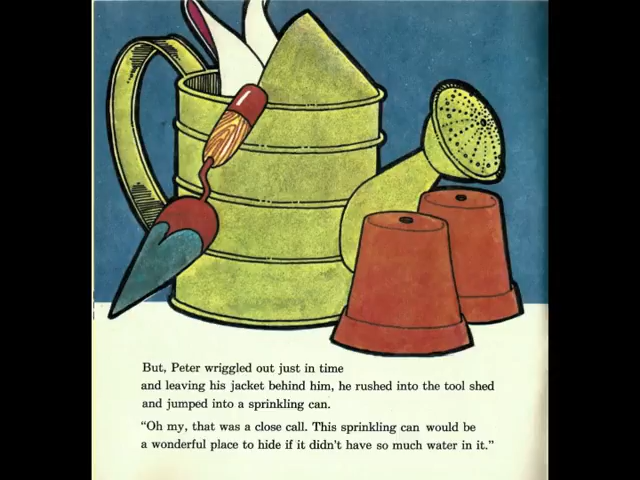 But, Peter wriggled out just in time
and leaving his jacket behind him, he rushed into the tool shed
and jumped into a sprinkling can.
“Oh my, that was a close call. This sprinkling can would be
a wonderful place to hide if it didn’t have so much water in it.”